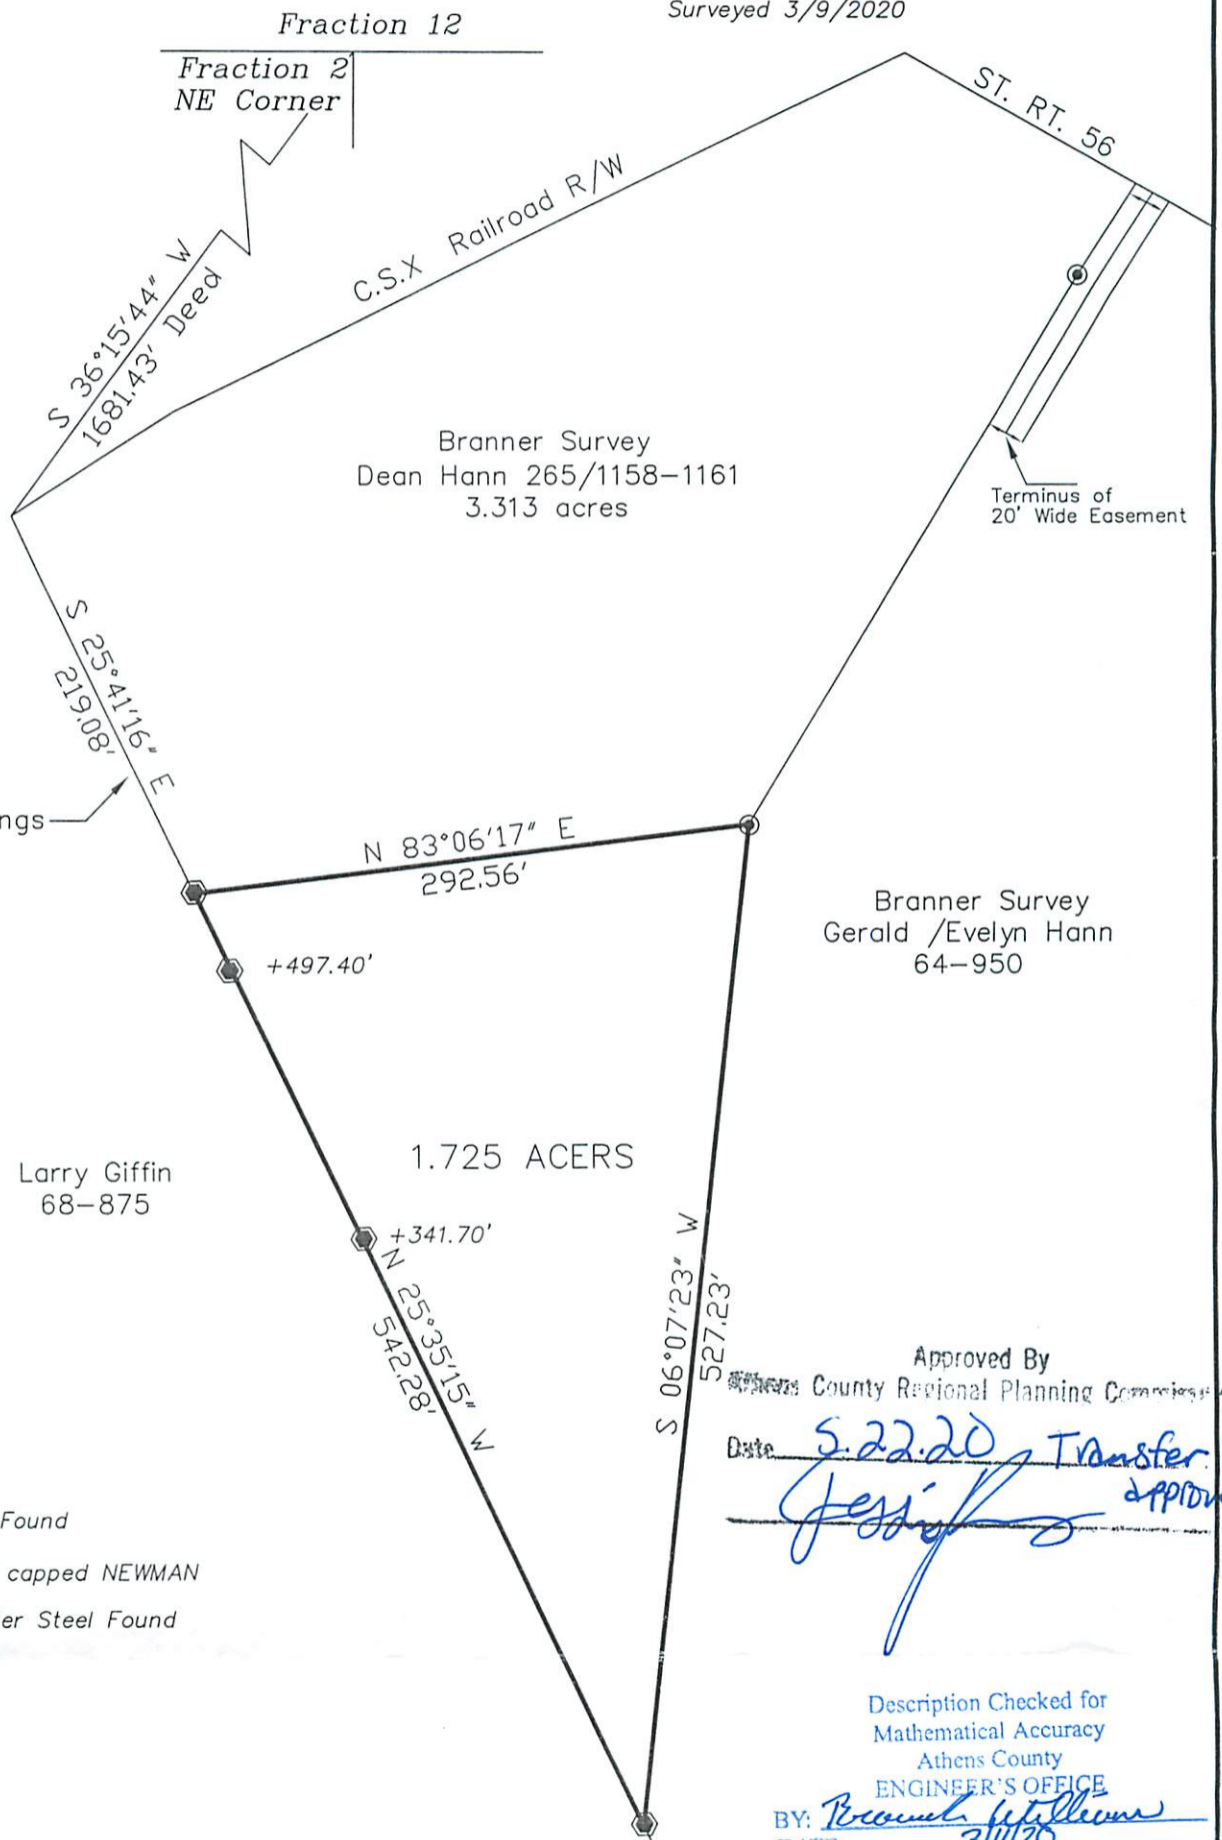 Surveyed 3/9/2020
Fraction 12
Fraction 2
NE Corner
ST. RT. 56
C.S.X Railroad R/W
S 36°15'44" W
1681.43' Deed
Branner Survey
Dean Hann 265/1158-1161
3.313 acres
Terminus of
20' Wide Easement
S 25°41'16" E
219.08'
ngs
N 83°06'17" E
292.56'
Branner Survey
Gerald /Evelyn Hann
64-950
+497.40'
1.725 ACERS
Larry Giffin
68-875
+341.70'
N 25°35'15" W
542.28'
S 06°07'23" W
527.23'
Approved By
County Regional Planning
Date 5.22.20 Transfer
Found
capped NEWMAN
er Steel Found
Description Checked for
Mathematical Accuracy
Athens County
ENGINEER'S OFFICE
BY:
3/11/20